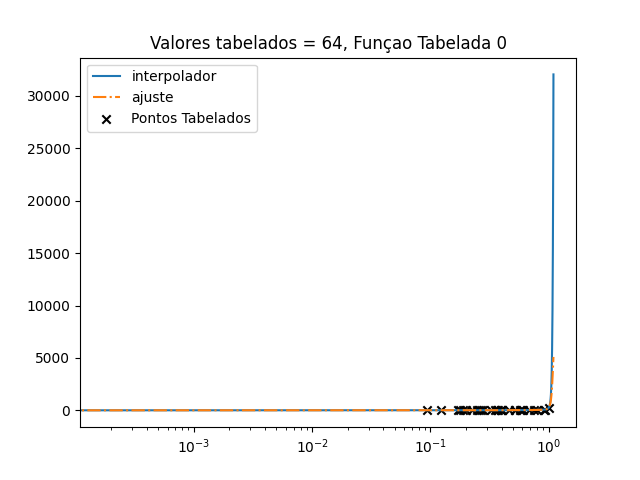 Valores tabelados = 64, Funçao Tabelada 0
interpolador
ajuste
Pontos Tabelados
30000
25000
20000
15000
10000
5000
0
10⁻³ 10⁻² 10⁻¹ 10⁰